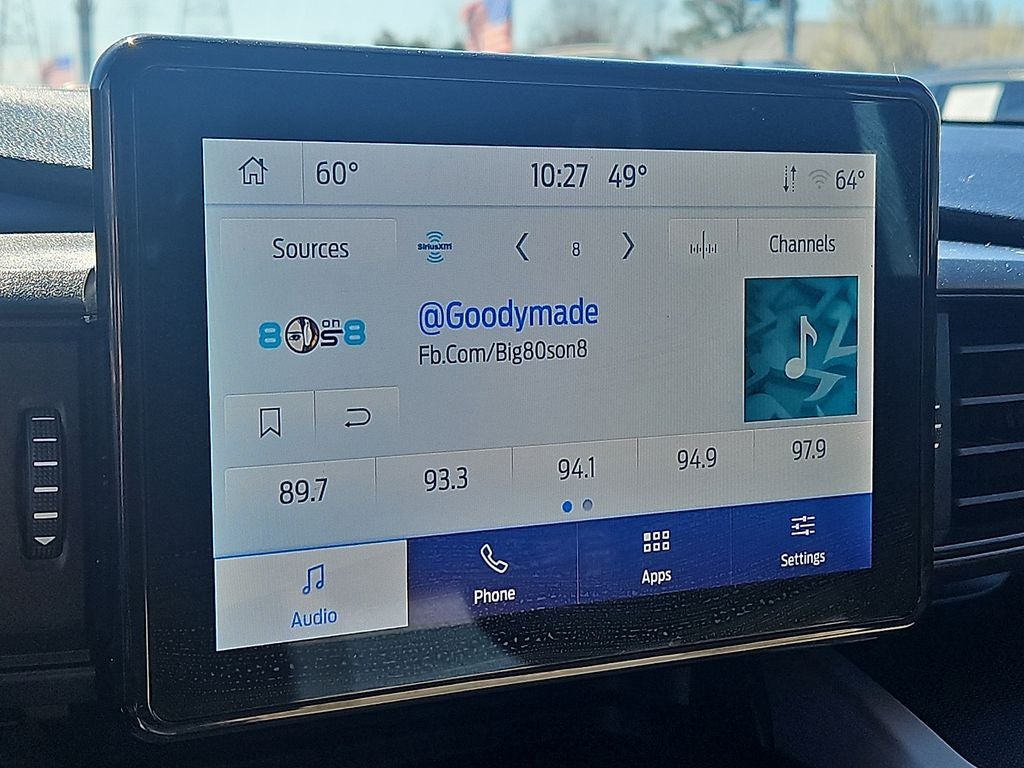 60°
10:27 49°
64°
Sources
SiriusXM
8
Channels
80s on 8
@Goodymade
Fb.Com/Big80son8
89.7
93.3
94.1
94.9
97.9
Audio
Phone
Apps
Settings